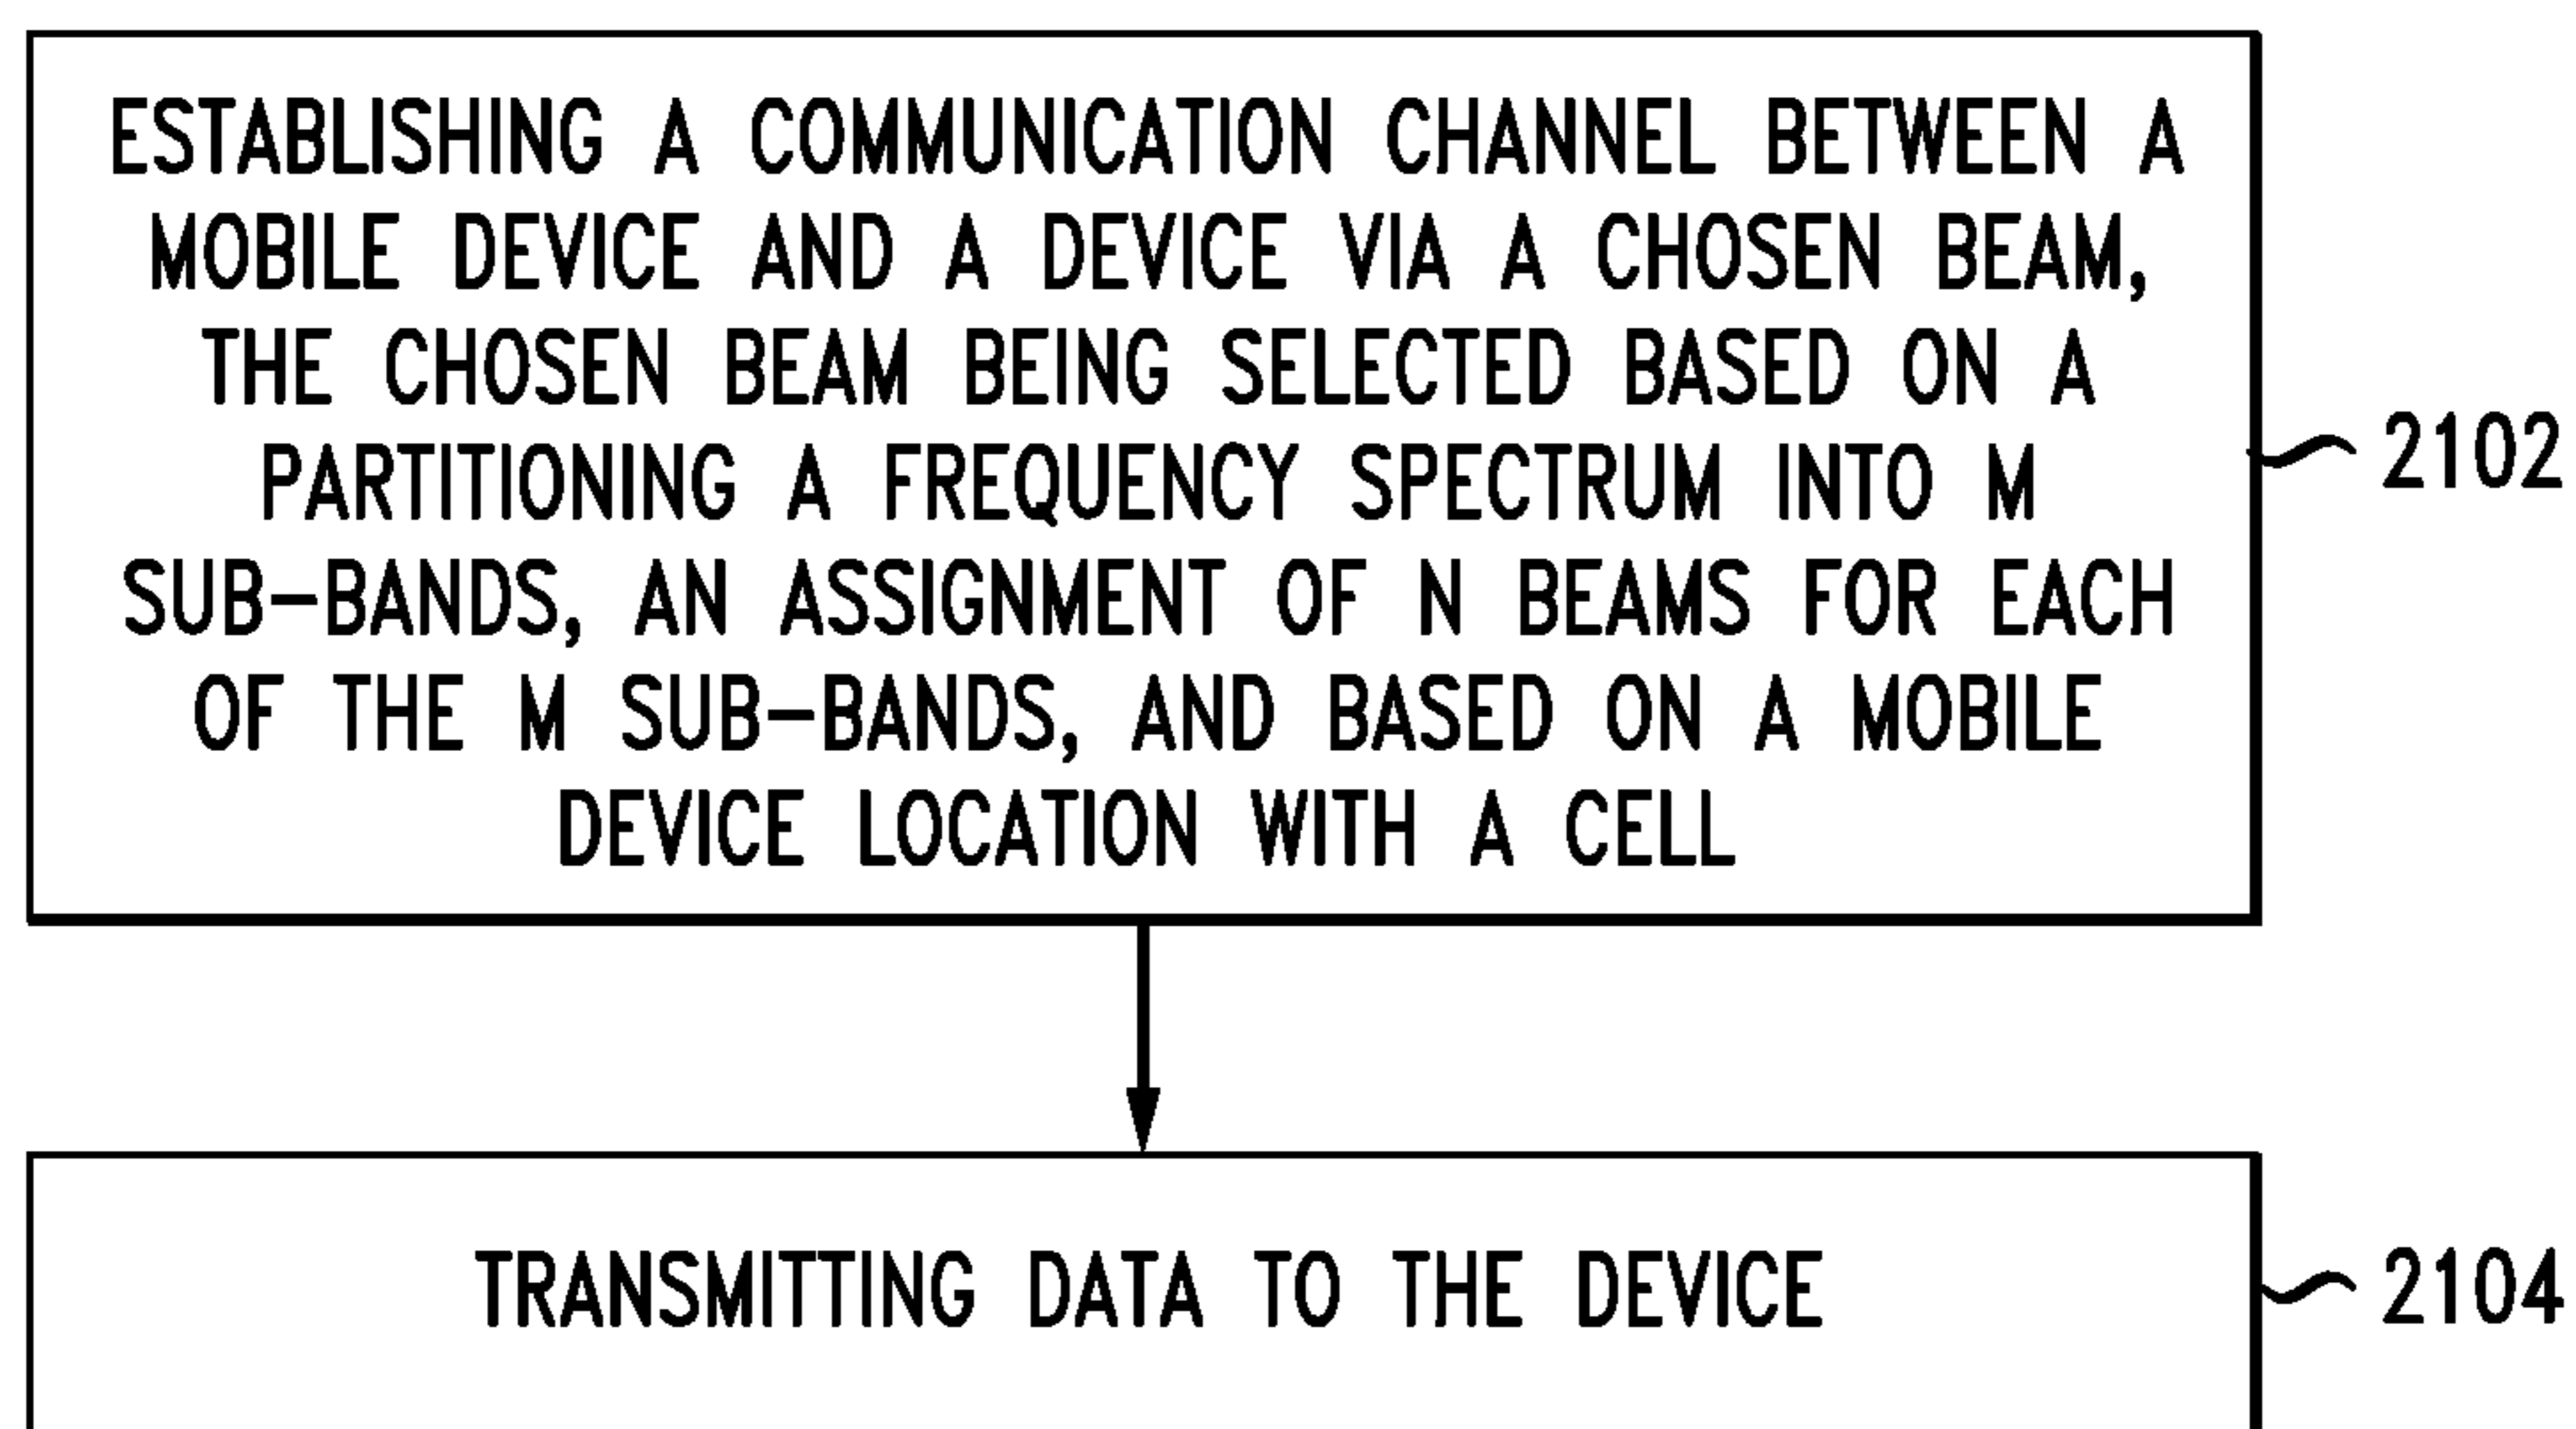 ESTABLISHING A COMMUNICATION CHANNEL BETWEEN A
MOBILE DEVICE AND A DEVICE VIA A CHOSEN BEAM,
THE CHOSEN BEAM BEING SELECTED BASED ON A
PARTITIONING A FREQUENCY SPECTRUM INTO M
SUB-BANDS, AN ASSIGNMENT OF N BEAMS FOR EACH
OF THE M SUB-BANDS, AND BASED ON A MOBILE
DEVICE LOCATION WITH A CELL
2102
TRANSMITTING DATA TO THE DEVICE
2104